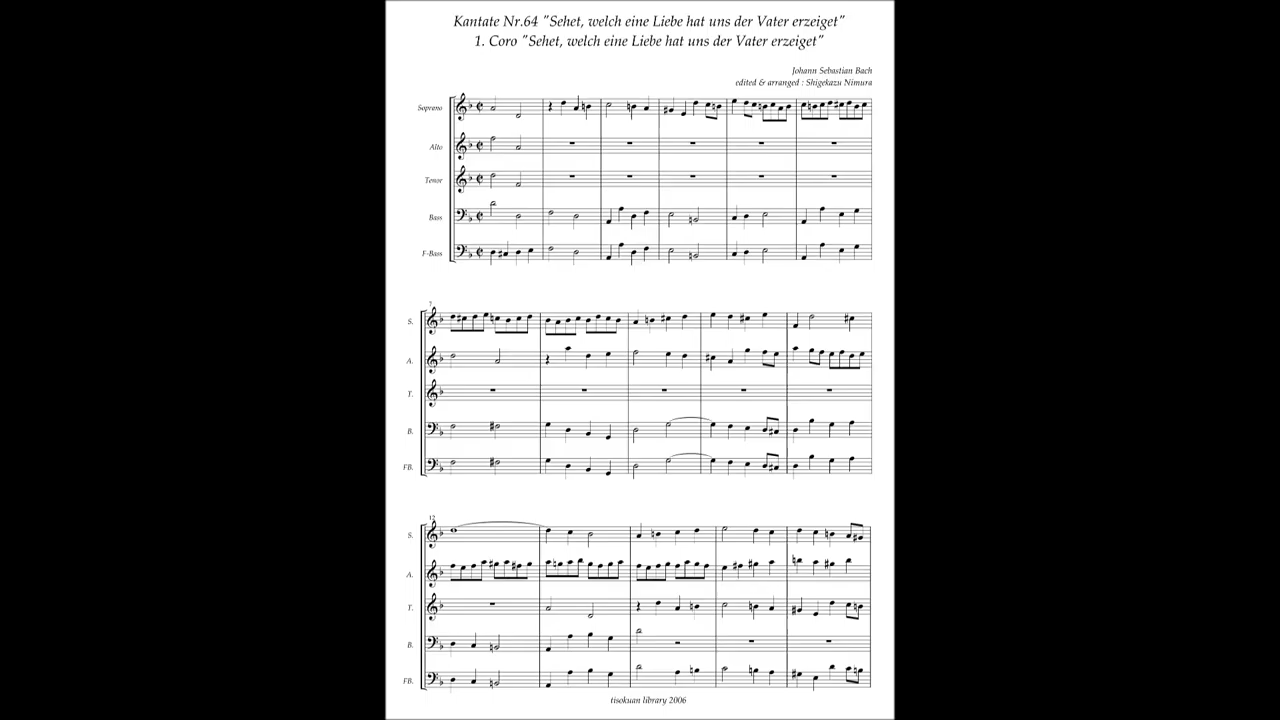 Kantate Nr.64 "Sehet, welch eine Liebe hat uns der Vater erzeiget"
1. Coro "Sehet, welch eine Liebe hat uns der Vater erzeiget"
Johann Sebastian Bach
edited & arranged : Shigekazu Nimura
Soprano
Alto
Tenor
Bass
F-Bass
7
S.
A.
T.
B.
FB.
12
S.
A.
T.
B.
FB.
tisokuan library 2006